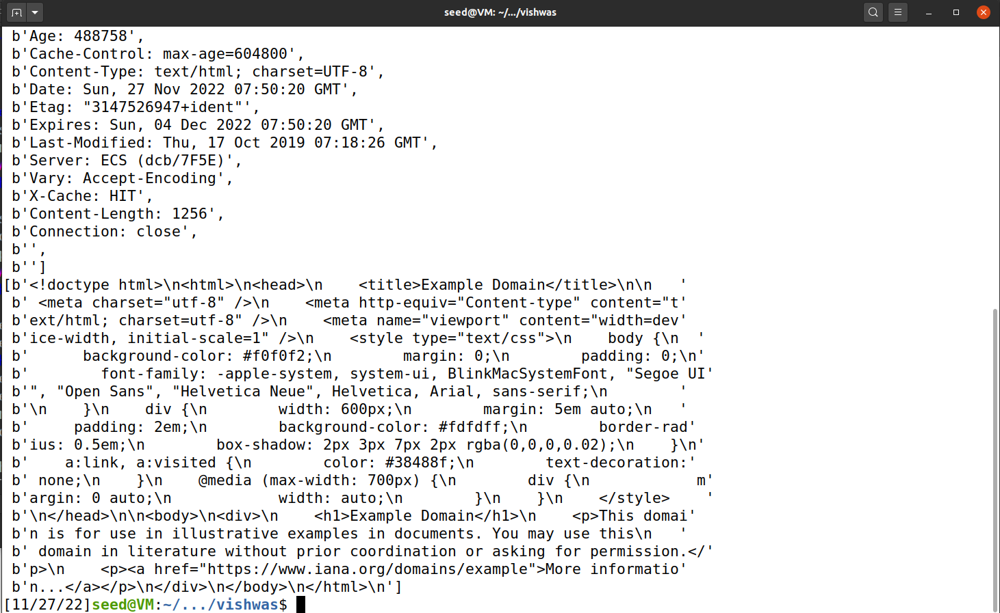 seed@VM: ~/.../vishwas
b'Age: 488758',
b'Cache-Control: max-age=604800',
b'Content-Type: text/html; charset=UTF-8',
b'Date: Sun, 27 Nov 2022 07:50:20 GMT',
b'Etag: "3147526947+ident"',
b'Expires: Sun, 04 Dec 2022 07:50:20 GMT',
b'Last-Modified: Thu, 17 Oct 2019 07:18:26 GMT',
b'Server: ECS (dcb/7F5E)',
b'Vary: Accept-Encoding',
b'X-Cache: HIT',
b'Content-Length: 1256',
b'Connection: close',
b'',
b'']
[b'<!doctype html>\n<html>\n<head>\n    <title>Example Domain</title>\n\n   '
b' <meta charset="utf-8" />\n    <meta http-equiv="Content-type" content="t'
b'ext/html; charset=utf-8" />\n    <meta name="viewport" content="width=dev'
b'ice-width, initial-scale=1" />\n    <style type="text/css">\n    body {\n  '
b'      background-color: #f0f0f2;\n        margin: 0;\n        padding: 0;\n'
b'        font-family: -apple-system, system-ui, BlinkMacSystemFont, "Segoe UI'
b'", "Open Sans", "Helvetica Neue", Helvetica, Arial, sans-serif;\n        '
b'\n    }\n    div {\n        width: 600px;\n        margin: 5em auto;\n   '
b'     padding: 2em;\n        background-color: #fdfdff;\n        border-rad'
b'ius: 0.5em;\n        box-shadow: 2px 3px 7px 2px rgba(0,0,0,0.02);\n    }\n'
b'    a:link, a:visited {\n        color: #38488f;\n        text-decoration:'
b' none;\n    }\n    @media (max-width: 700px) {\n        div {\n            m'
b'argin: 0 auto;\n            width: auto;\n        }\n    }\n    </style>    '
b'\n</head>\n\n<body>\n<div>\n    <h1>Example Domain</h1>\n    <p>This domai'
b'n is for use in illustrative examples in documents. You may use this\n   '
b' domain in literature without prior coordination or asking for permission.</'
b'p>\n    <p><a href="https://www.iana.org/domains/example">More informatio'
b'n...</a></p>\n</div>\n</body>\n</html>\n']
[11/27/22]seed@VM:~/.../vishwas$